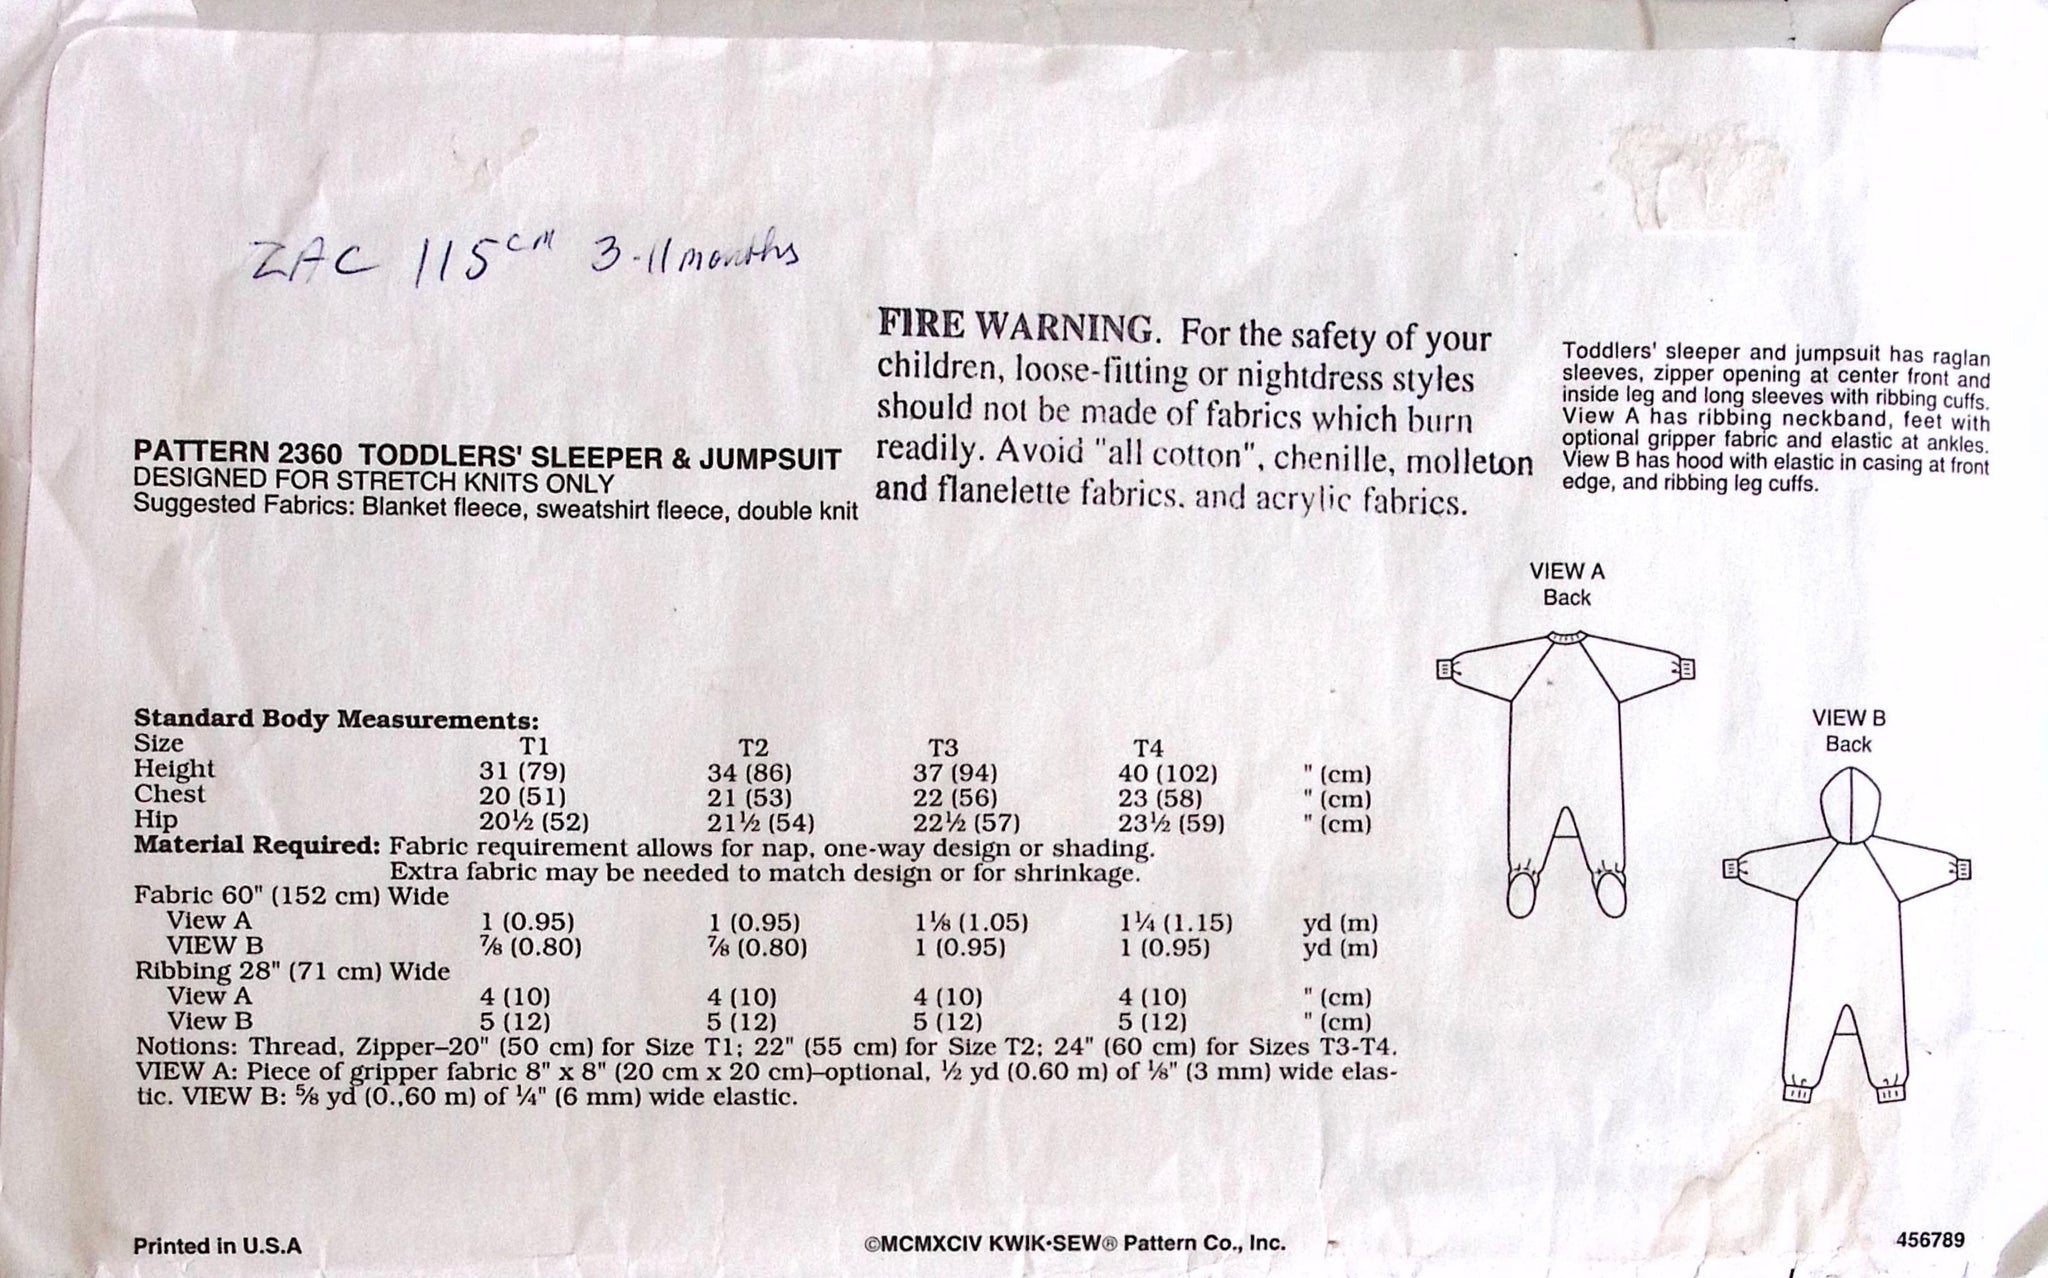 ZAC 115cm 3-11 months
FIRE WARNING. For the safety of your
children, loose-fitting or nightdress styles
should not be made of fabrics which burn
readily. Avoid "all cotton", chenille, molleton
and flanelette fabrics. and acrylic fabrics.
Toddlers' sleeper and jumpsuit has raglan
sleeves, zipper opening at center front and
inside leg and long sleeves with ribbing cuffs.
View A has ribbing neckband, feet with
optional gripper fabric and elastic at ankles.
View B has hood with elastic in casing at front
edge, and ribbing leg cuffs.
PATTERN 2360 TODDLERS' SLEEPER & JUMPSUIT
DESIGNED FOR STRETCH KNITS ONLY
Suggested Fabrics: Blanket fleece, sweatshirt fleece, double knit
VIEW A
Back
VIEW B
Back
Standard Body Measurements:
Size T1 T2 T3 T4
Height 31 (79) 34 (86) 37 (94) 40 (102) " (cm)
Chest 20 (51) 21 (53) 22 (56) 23 (58) " (cm)
Hip 20½ (52) 21½ (54) 22½ (57) 23½ (59) " (cm)
Material Required: Fabric requirement allows for nap, one-way design or shading.
Extra fabric may be needed to match design or for shrinkage.
Fabric 60" (152 cm) Wide
View A 1 (0.95) 1 (0.95) 1⅛ (1.05) 1¼ (1.15) yd (m)
VIEW B ⅞ (0.80) ⅞ (0.80) 1 (0.95) 1 (0.95) yd (m)
Ribbing 28" (71 cm) Wide
View A 4 (10) 4 (10) 4 (10) 4 (10) " (cm)
View B 5 (12) 5 (12) 5 (12) 5 (12) " (cm)
Notions: Thread, Zipper–20" (50 cm) for Size T1; 22" (55 cm) for Size T2; 24" (60 cm) for Sizes T3-T4.
VIEW A: Piece of gripper fabric 8" x 8" (20 cm x 20 cm)–optional, ½ yd (0.60 m) of ⅛" (3 mm) wide elas-
tic. VIEW B: ⅝ yd (0.,60 m) of ¼" (6 mm) wide elastic.
Printed in U.S.A
©MCMXCIV KWIK•SEW® Pattern Co., Inc.
456789